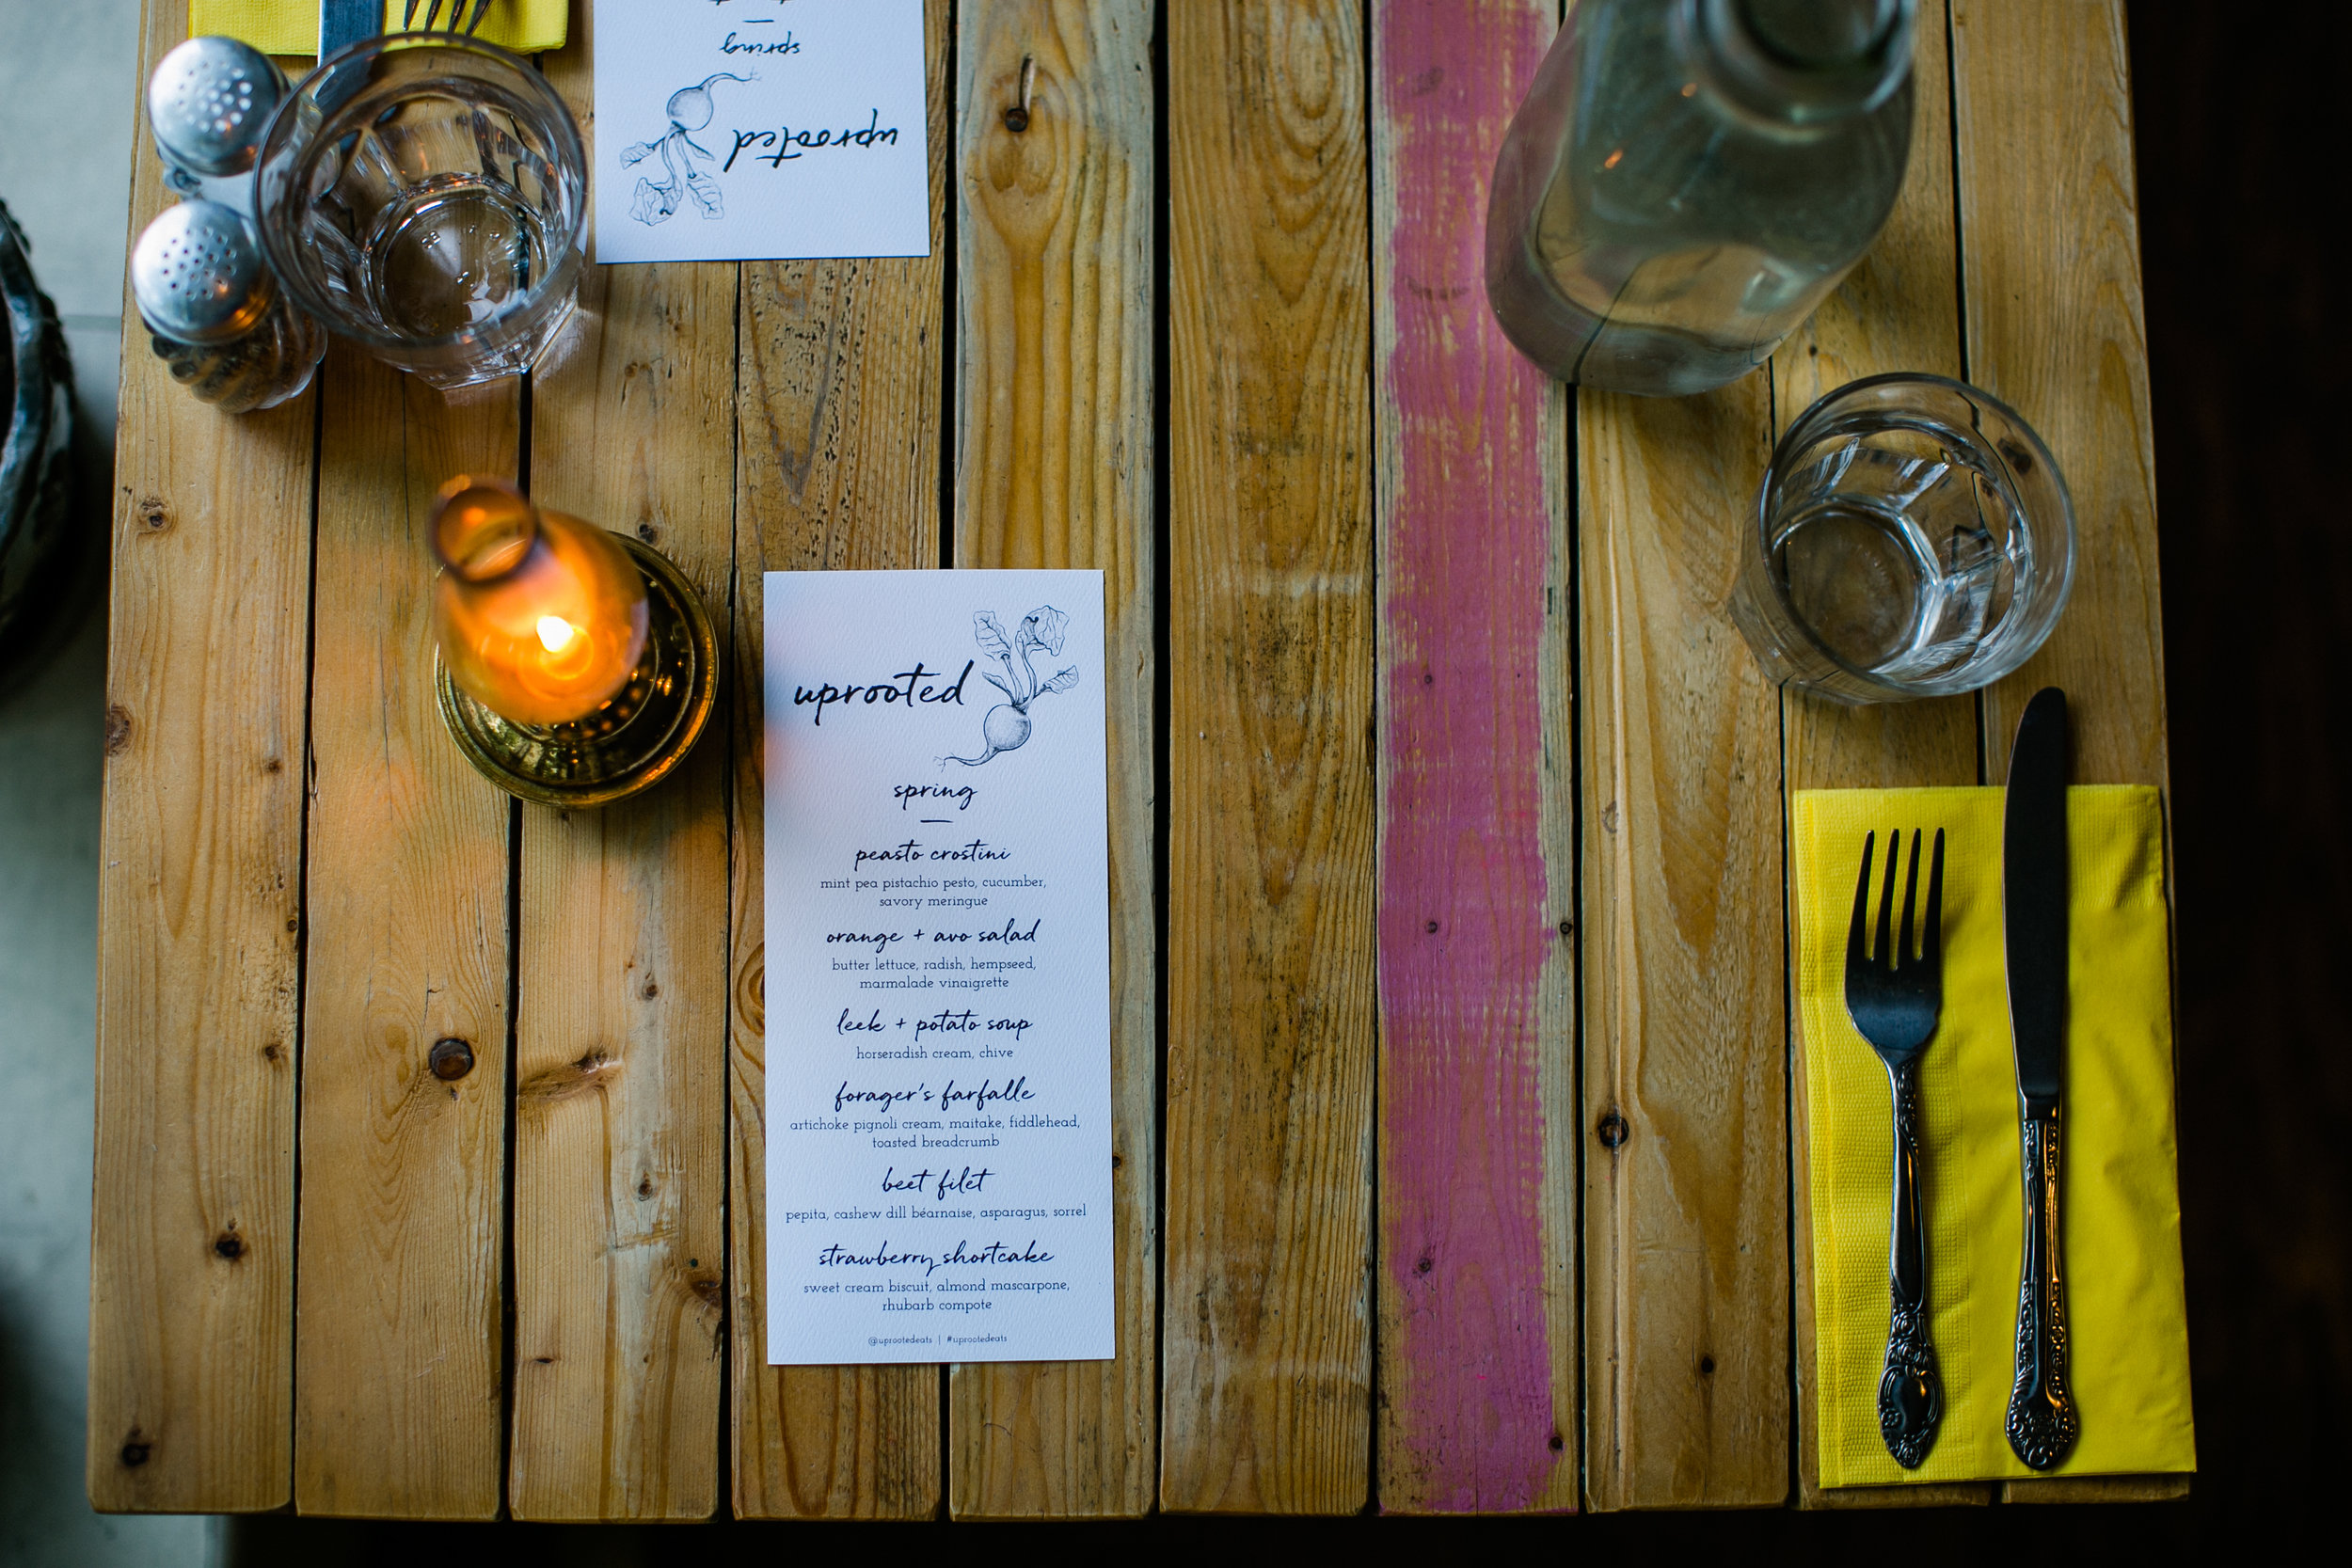 spring
—
uprooted
uprooted
spring
—
peasto crostini
mint pea pistachio pesto, cucumber,
savory meringue
orange + avo salad
butter lettuce, radish, hempseed,
marmalade vinaigrette
leek + potato soup
horseradish cream, chive
forager's farfalle
artichoke pignoli cream, maitake, fiddlehead,
toasted breadcrumb
beet filet
pepita, cashew dill béarnaise, asparagus, sorrel
strawberry shortcake
sweet cream biscuit, almond mascarpone,
rhubarb compote
@uprootedeats | #uprootedeats